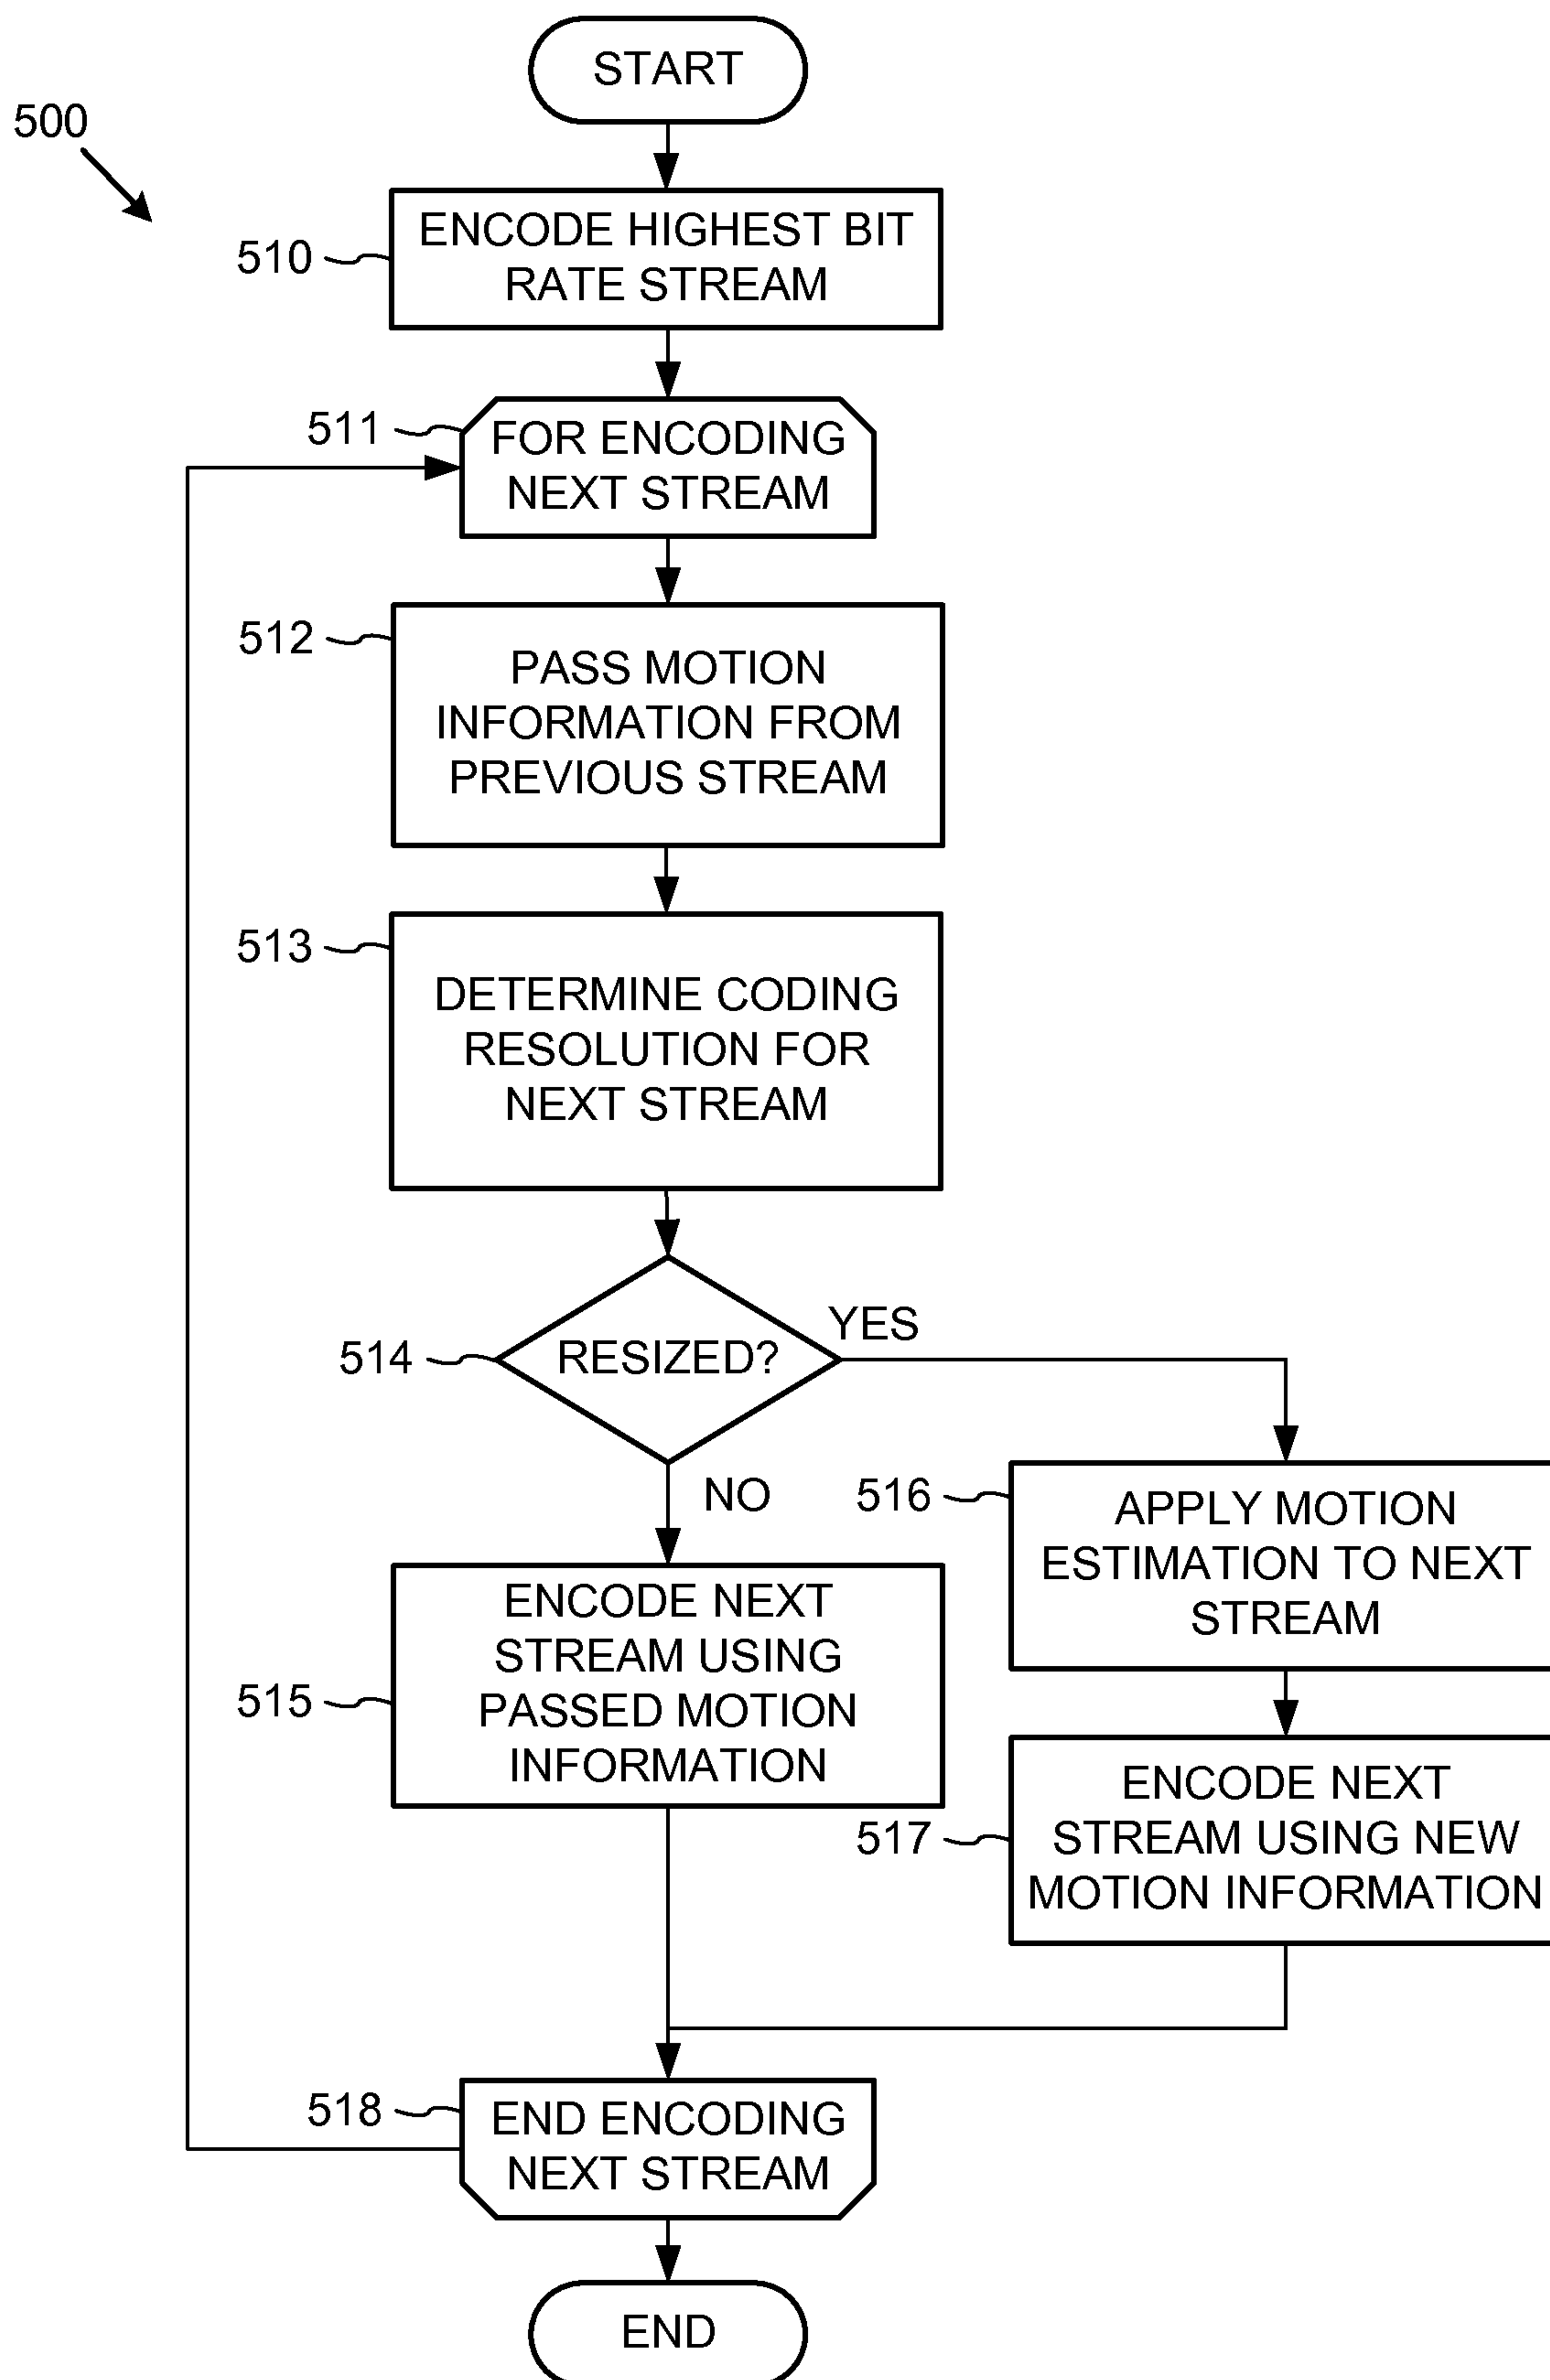 START
500
510
ENCODE HIGHEST BIT
RATE STREAM
511
FOR ENCODING
NEXT STREAM
512
PASS MOTION
INFORMATION FROM
PREVIOUS STREAM
513
DETERMINE CODING
RESOLUTION FOR
NEXT STREAM
514
RESIZED?
YES
NO
515
ENCODE NEXT
STREAM USING
PASSED MOTION
INFORMATION
516
APPLY MOTION
ESTIMATION TO NEXT
STREAM
517
ENCODE NEXT
STREAM USING NEW
MOTION INFORMATION
518
END ENCODING
NEXT STREAM
END